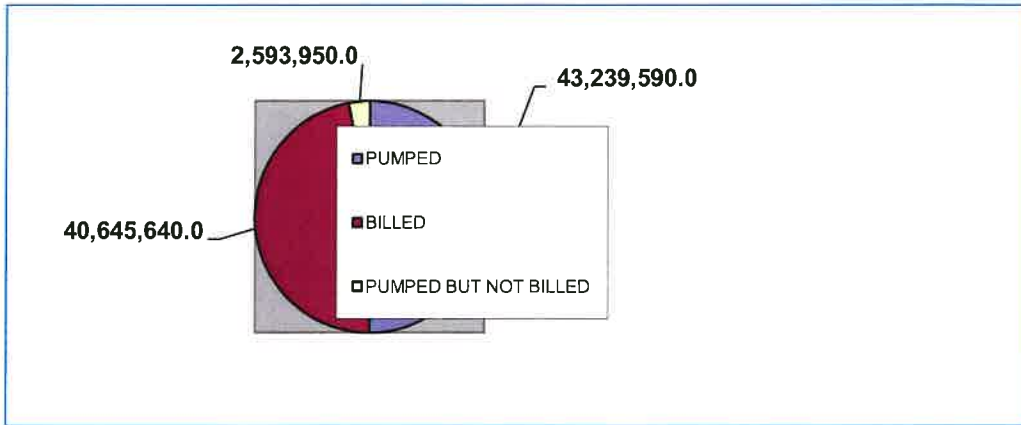 2,593,950.0
43,239,590.0
PUMPED
BILLED
40,645,640.0
PUMPED BUT NOT BILLED